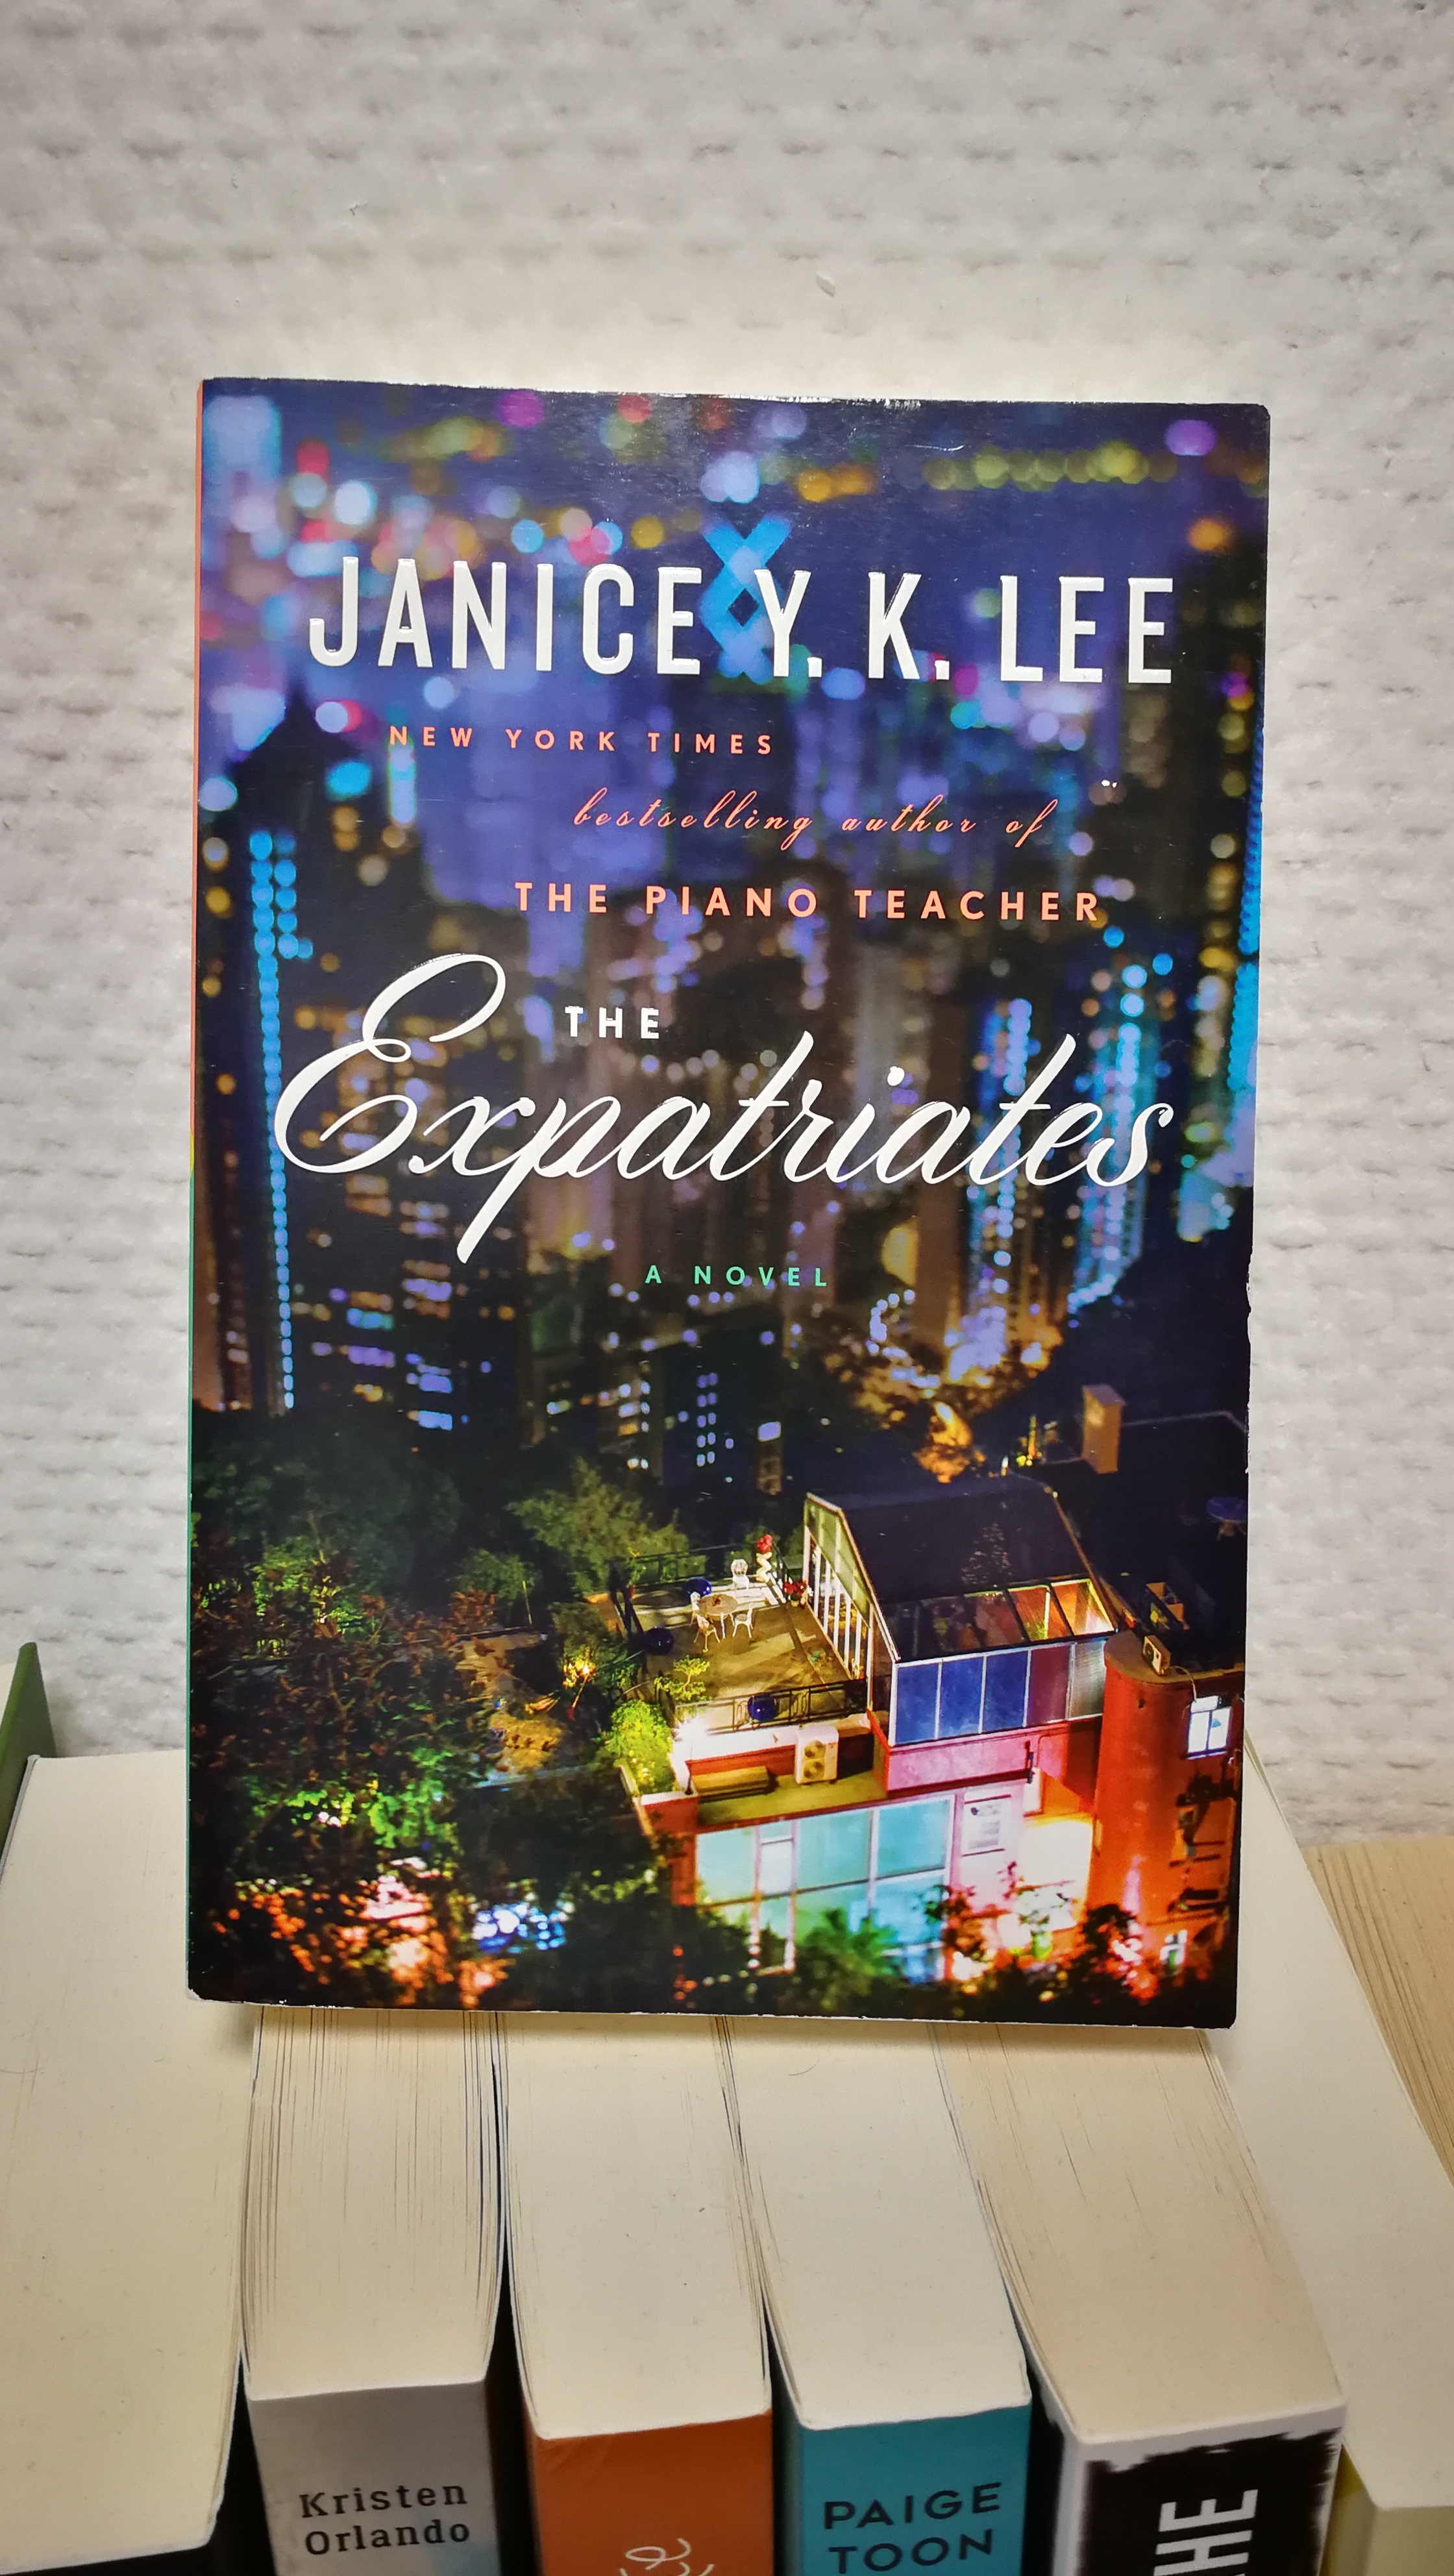 JANICE Y. K. LEE
NEW YORK TIMES
bestselling author of
THE PIANO TEACHER
THE
Expatriates
A NOVEL
Kristen
Orlando
PAIGE
TOON